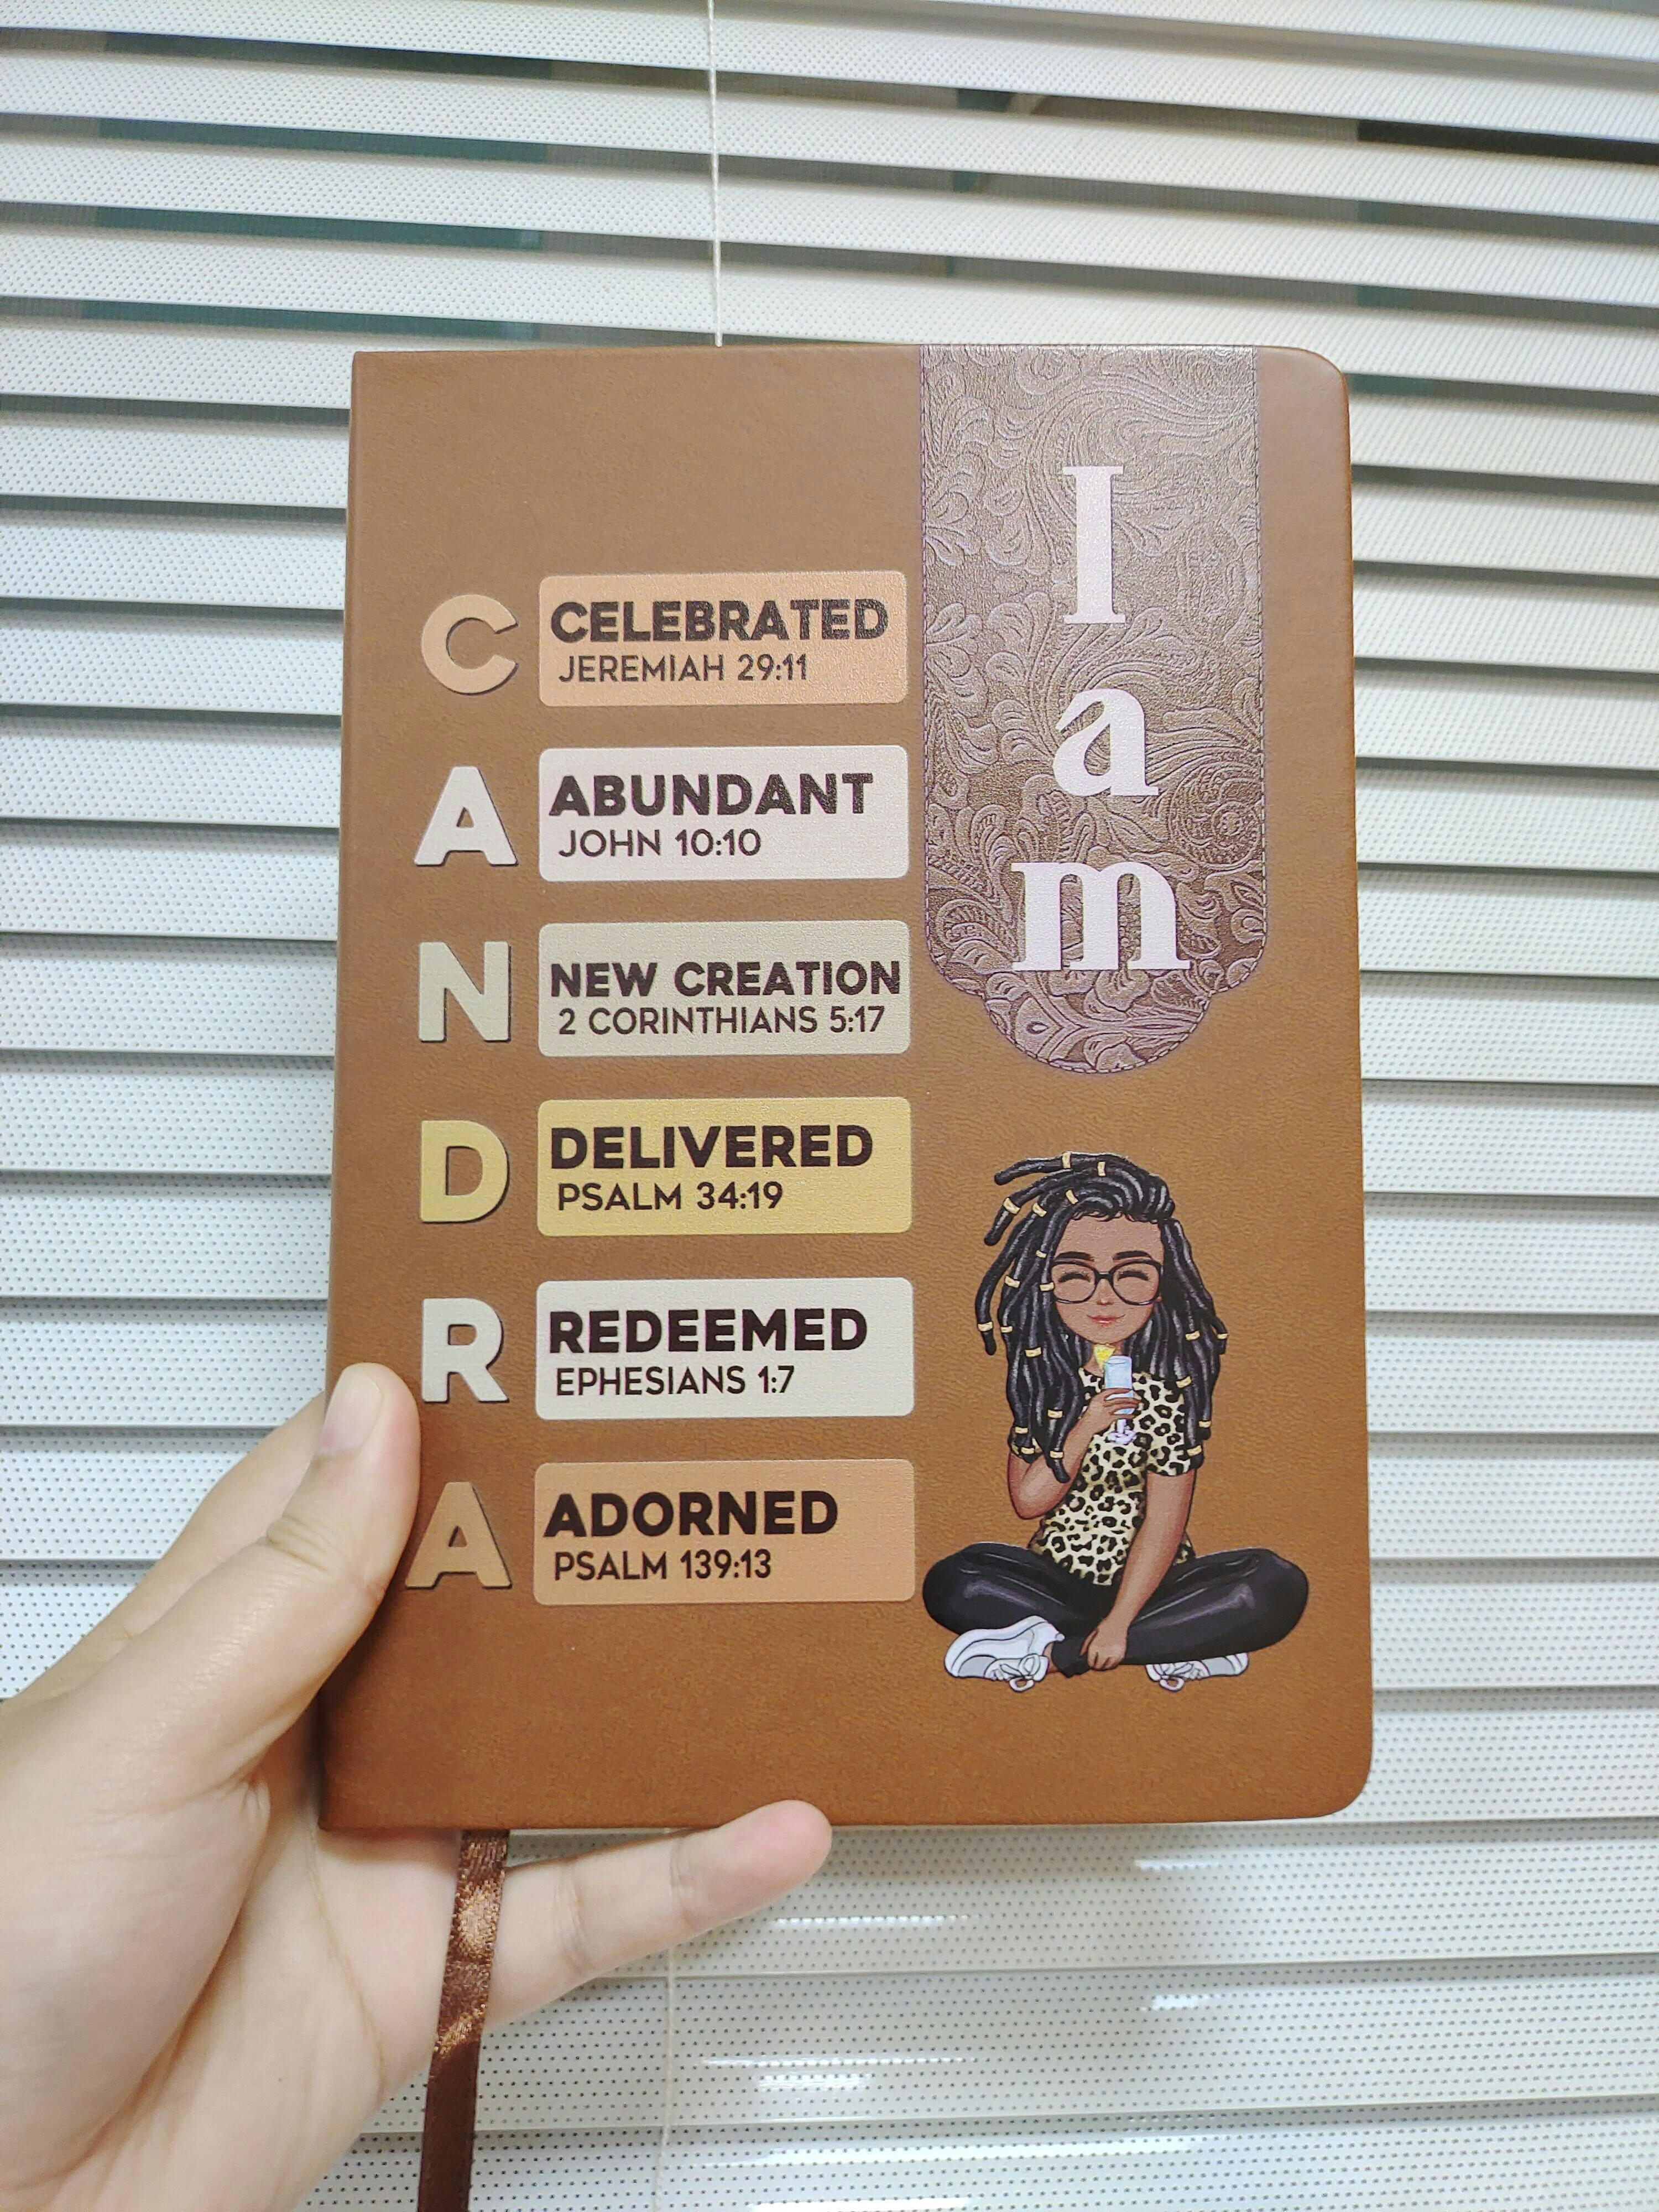 I
a
m
C
CELEBRATED
JEREMIAH 29:11
A
ABUNDANT
JOHN 10:10
N
NEW CREATION
2 CORINTHIANS 5:17
D
DELIVERED
PSALM 34:19
R
REDEEMED
EPHESIANS 1:7
A
ADORNED
PSALM 139:13